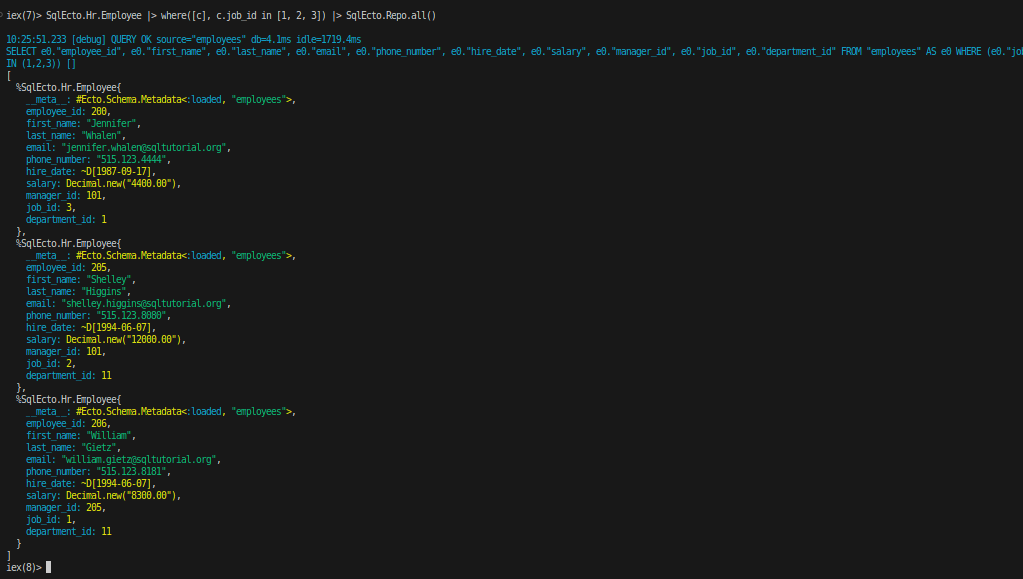 iex(7)> SqlEcto.Hr.Employee |> where([c], c.job_id in [1, 2, 3]) |> SqlEcto.Repo.all()
10:25:51.233 [debug] QUERY OK source="employees" db=4.1ms idle=1719.4ms
SELECT e0."employee_id", e0."first_name", e0."last_name", e0."email", e0."phone_number", e0."hire_date", e0."salary", e0."manager_id", e0."job_id", e0."department_id" FROM "employees" AS e0 WHERE (e0."jo
IN (1,2,3)) []
[
  %SqlEcto.Hr.Employee{
    __meta__: #Ecto.Schema.Metadata<:loaded, "employees">,
    employee_id: 200,
    first_name: "Jennifer",
    last_name: "Whalen",
    email: "jennifer.whalen@sqltutorial.org",
    phone_number: "515.123.4444",
    hire_date: ~D[1987-09-17],
    salary: Decimal.new("4400.00"),
    manager_id: 101,
    job_id: 3,
    department_id: 1
  },
  %SqlEcto.Hr.Employee{
    __meta__: #Ecto.Schema.Metadata<:loaded, "employees">,
    employee_id: 205,
    first_name: "Shelley",
    last_name: "Higgins",
    email: "shelley.higgins@sqltutorial.org",
    phone_number: "515.123.8080",
    hire_date: ~D[1994-06-07],
    salary: Decimal.new("12000.00"),
    manager_id: 101,
    job_id: 2,
    department_id: 11
  },
  %SqlEcto.Hr.Employee{
    __meta__: #Ecto.Schema.Metadata<:loaded, "employees">,
    employee_id: 206,
    first_name: "William",
    last_name: "Gietz",
    email: "william.gietz@sqltutorial.org",
    phone_number: "515.123.8181",
    hire_date: ~D[1994-06-07],
    salary: Decimal.new("8300.00"),
    manager_id: 205,
    job_id: 1,
    department_id: 11
  }
]
iex(8)>